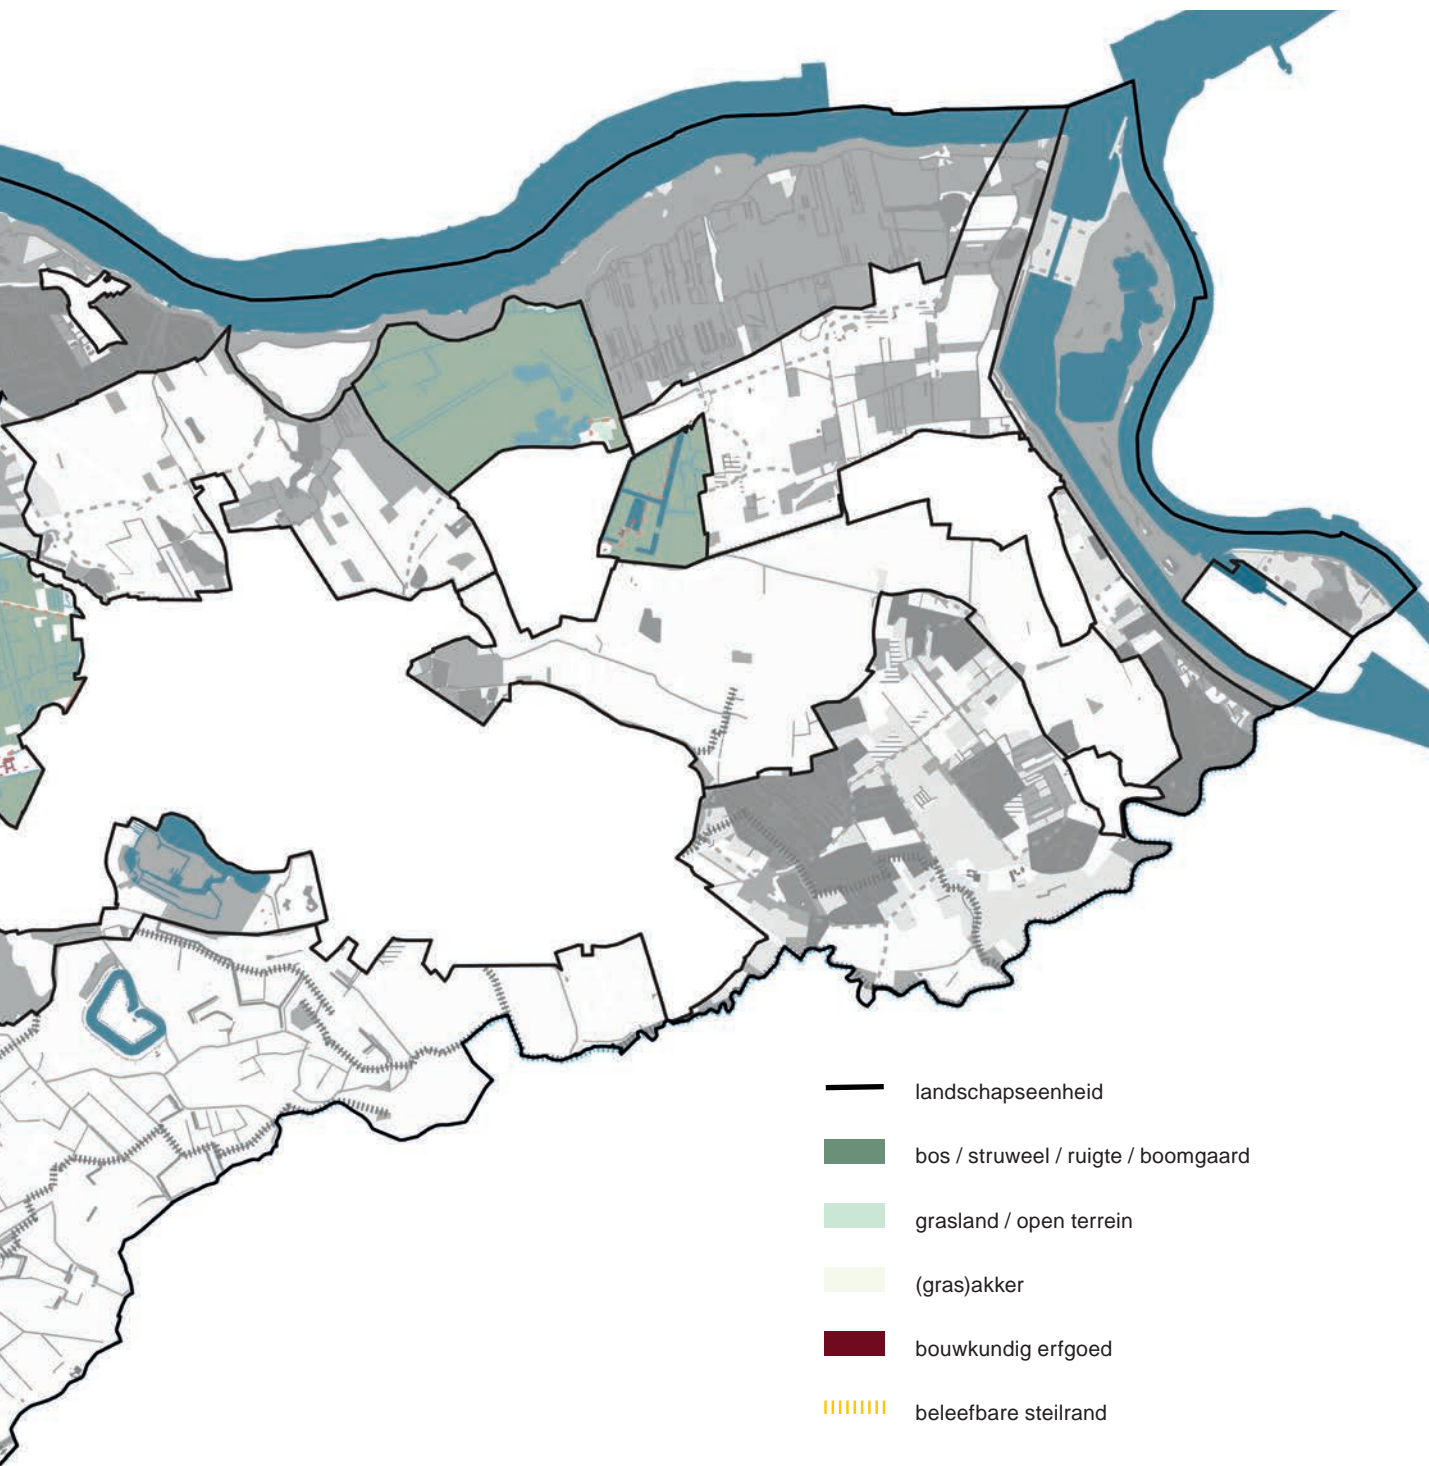 landschapseenheid
bos / struweel / ruigte / boomgaard
grasland / open terrein
(gras)akker
bouwkundig erfgoed
beleefbare steilrand